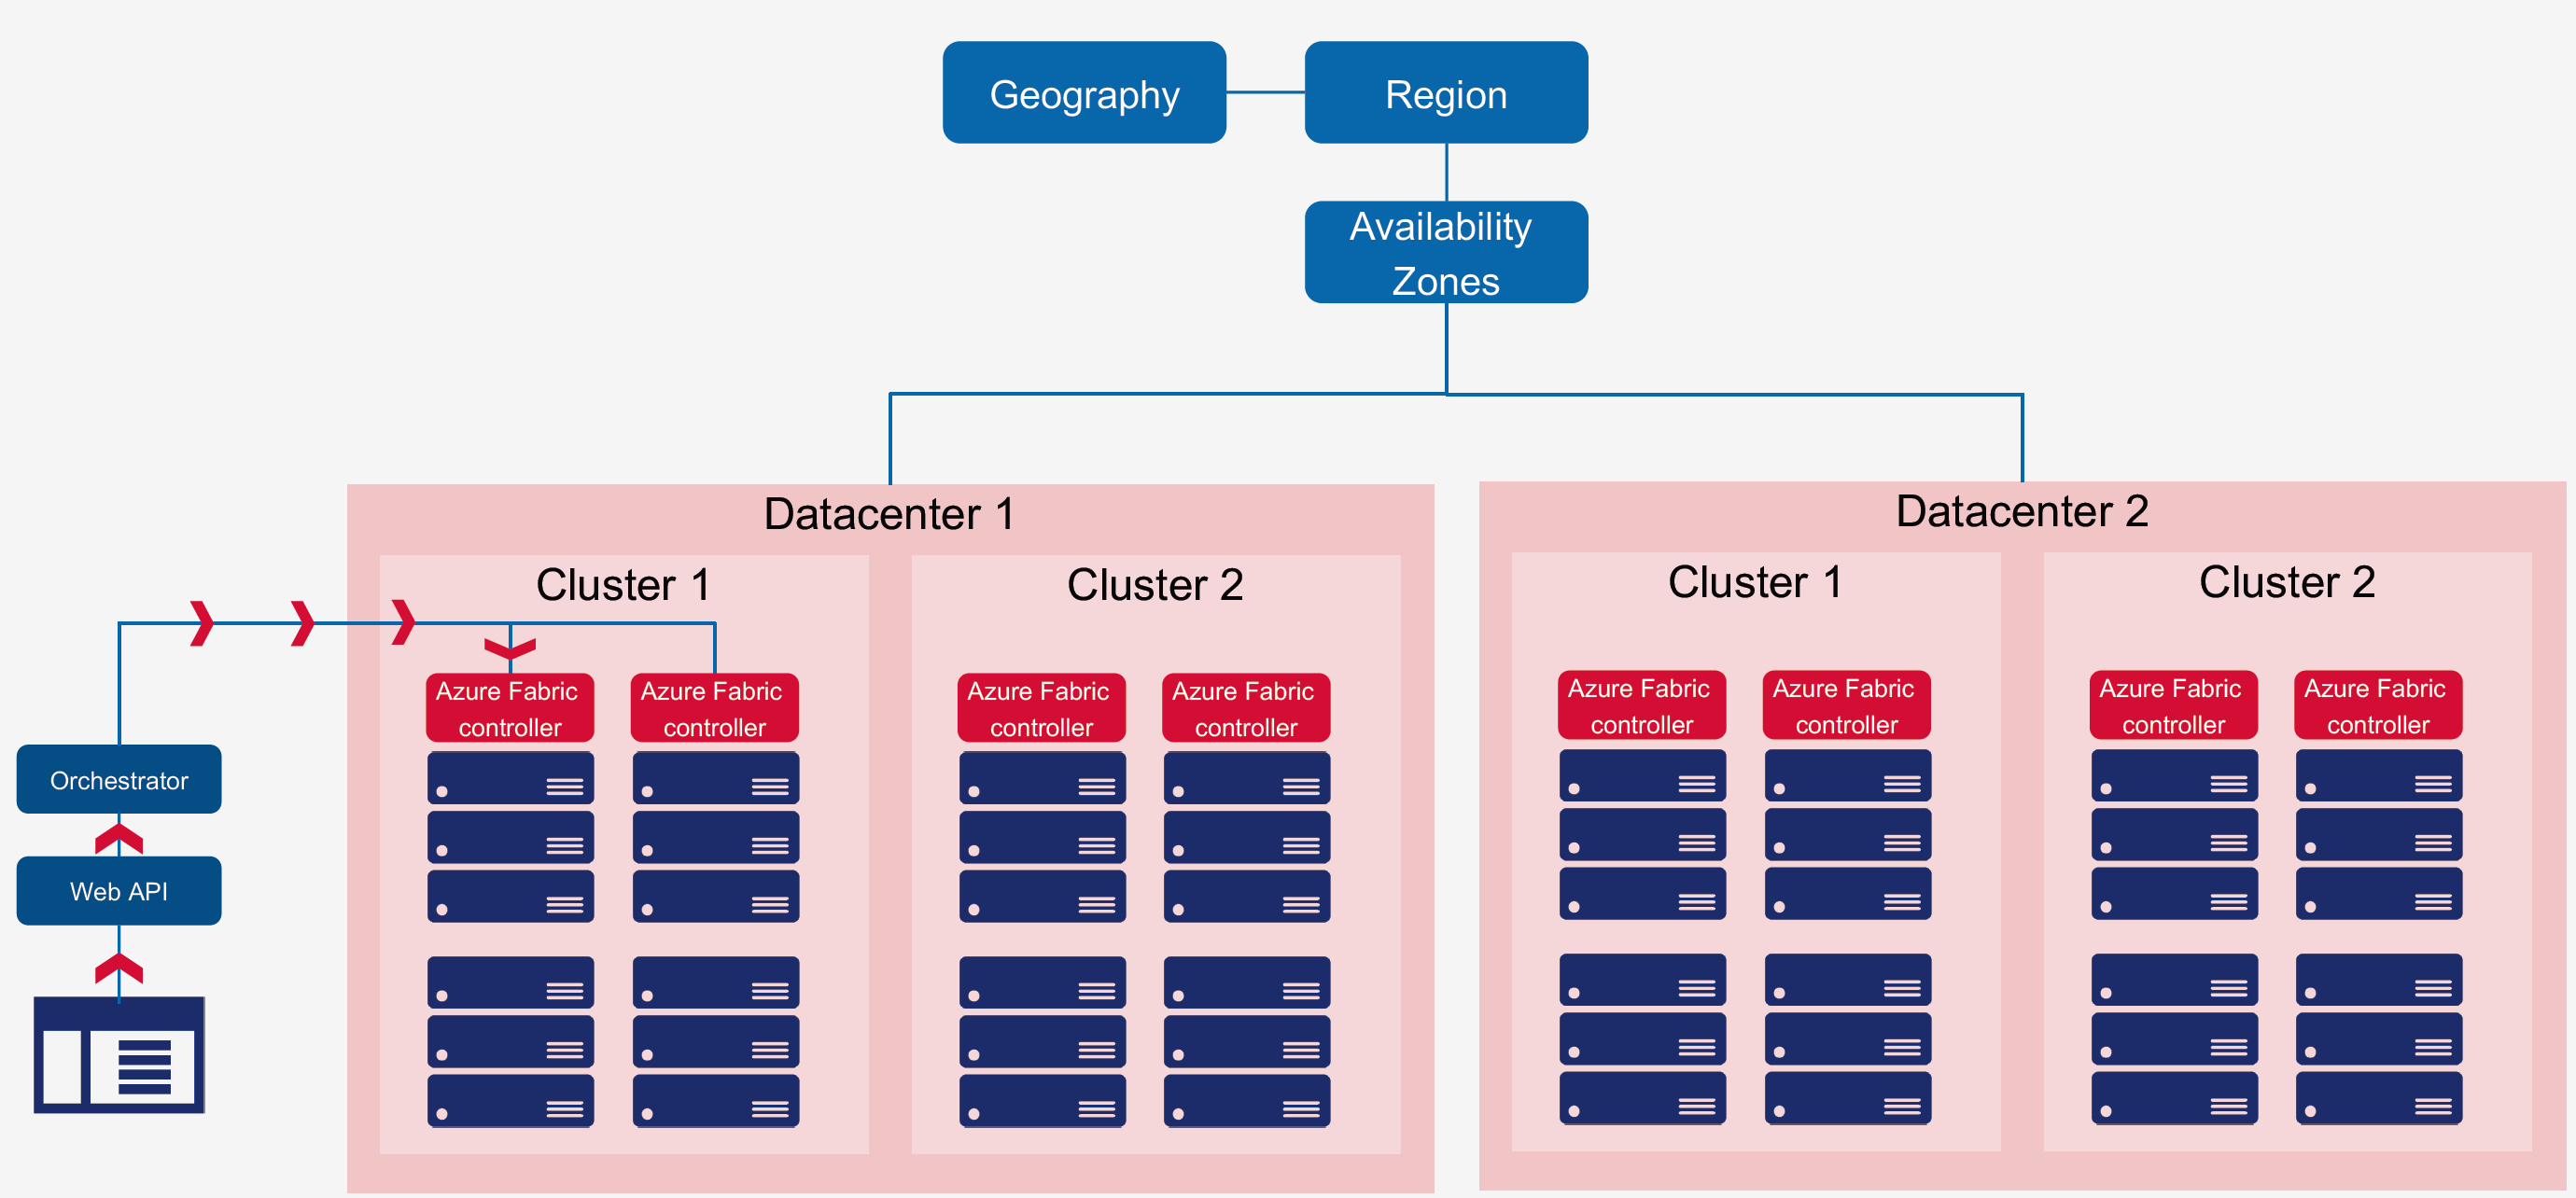 Geography
Region
Availability
Zones
Datacenter 1
Datacenter 2
Cluster 1
Cluster 2
Cluster 1
Cluster 2
Azure Fabric
controller
Azure Fabric
controller
Azure Fabric
controller
Azure Fabric
controller
Azure Fabric
controller
Azure Fabric
controller
Azure Fabric
controller
Azure Fabric
controller
Orchestrator
Web API